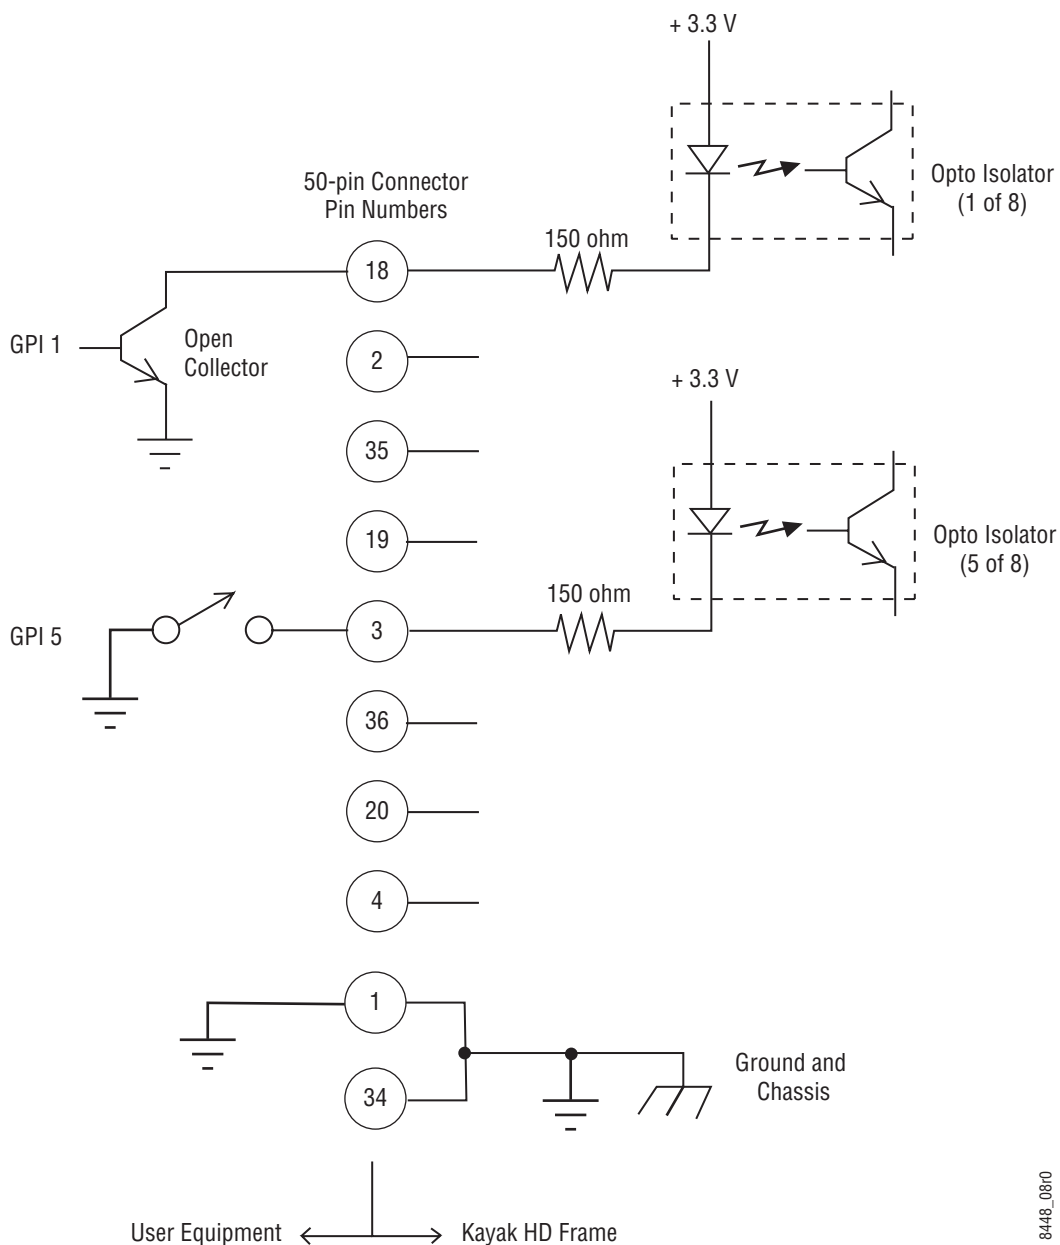 + 3.3 V
Opto Isolator
(1 of 8)
50-pin Connector
Pin Numbers
150 ohm
18
GPI 1
Open
Collector
2
+ 3.3 V
35
19
Opto Isolator
(5 of 8)
150 ohm
GPI 5
3
36
20
4
1
Ground and
Chassis
34
User Equipment
Kayak HD Frame
8448_08r0